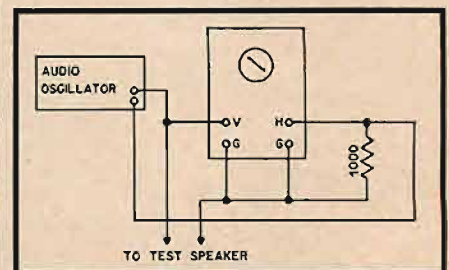 AUDIO
OSCILLATOR
V
H
G
G
1000
TO TEST SPEAKER